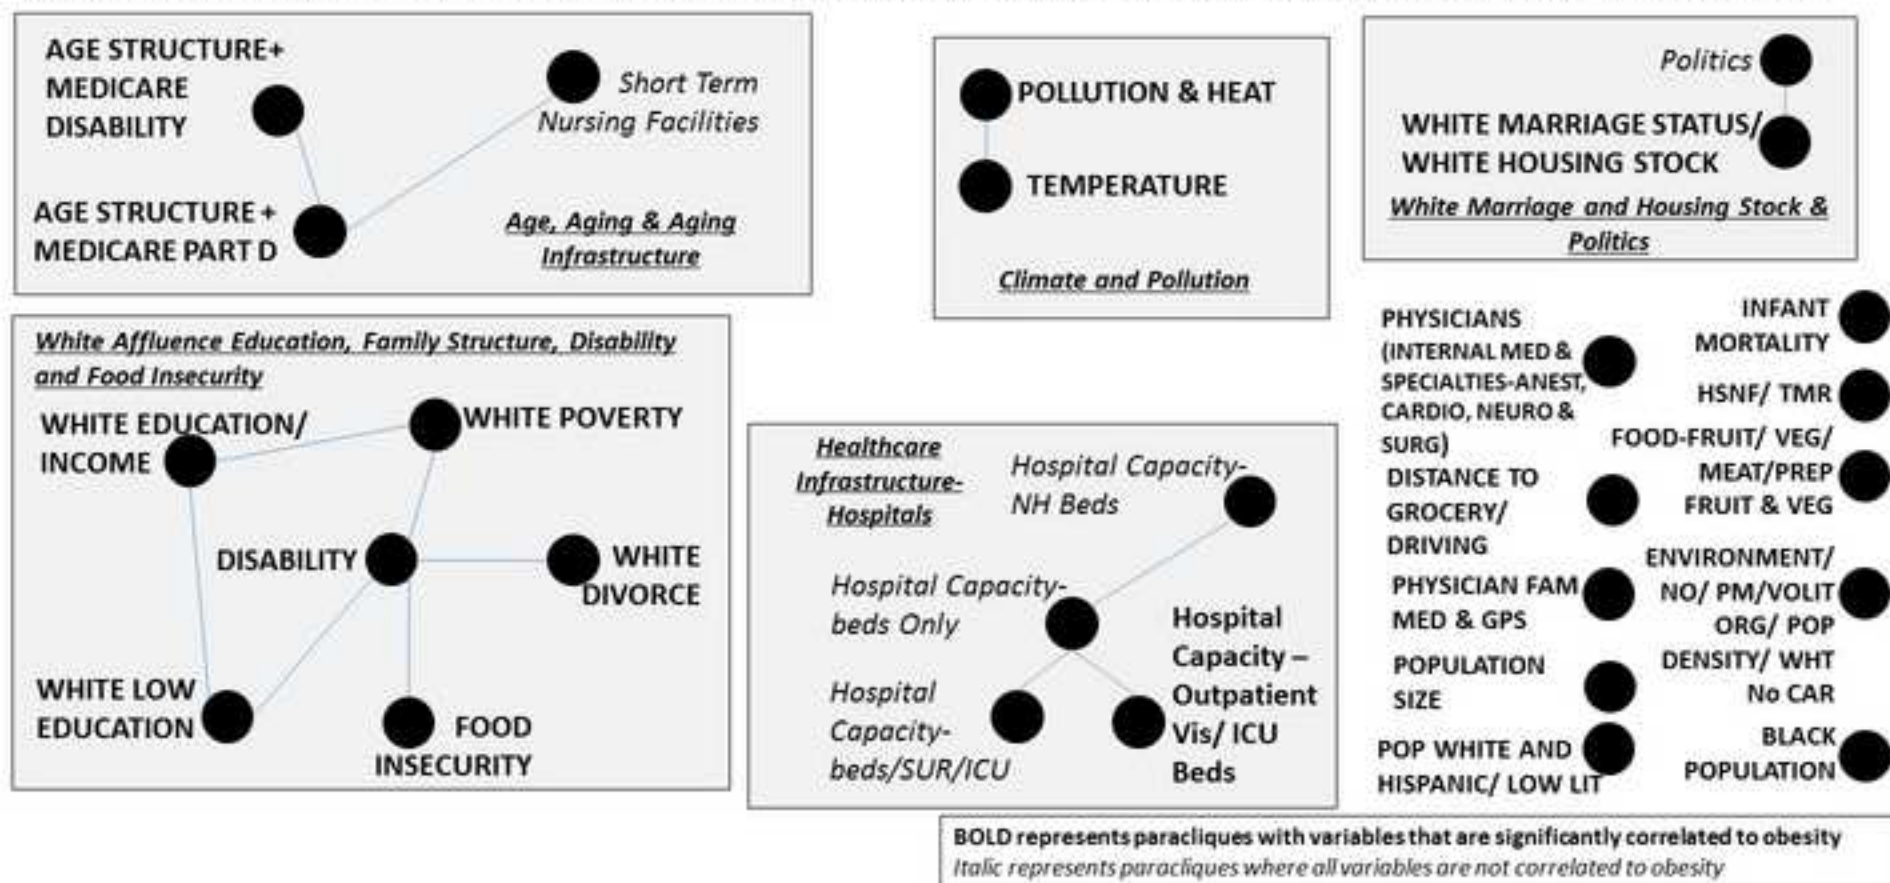 AGE STRUCTURE+
MEDICARE
DISABILITY
Short Term
Nursing Facilities
AGE STRUCTURE +
MEDICARE PART D
Age, Aging & Aging
Infrastructure
POLLUTION & HEAT
TEMPERATURE
Climate and Pollution
Politics
WHITE MARRIAGE STATUS/
WHITE HOUSING STOCK
White Marriage and Housing Stock &
Politics
White Affluence Education, Family Structure, Disability
and Food Insecurity
WHITE EDUCATION/
INCOME
WHITE POVERTY
DISABILITY
WHITE
DIVORCE
WHITE LOW
EDUCATION
FOOD
INSECURITY
Healthcare
Infrastructure-
Hospitals
Hospital Capacity-
NH Beds
Hospital Capacity-
beds Only
Hospital
Capacity-
beds/SUR/ICU
Hospital
Capacity –
Outpatient
Vis/ ICU
Beds
PHYSICIANS
(INTERNAL MED &
SPECIALTIES-ANEST,
CARDIO, NEURO &
SURG)
DISTANCE TO
GROCERY/
DRIVING
PHYSICIAN FAM
MED & GPS
POPULATION
SIZE
POP WHITE AND
HISPANIC/ LOW LIT
INFANT
MORTALITY
HSNF/ TMR
FOOD-FRUIT/ VEG/
MEAT/PREP
FRUIT & VEG
ENVIRONMENT/
NO/ PM/VOLIT
ORG/ POP
DENSITY/ WHT
No CAR
BLACK
POPULATION
BOLD represents paracliques with variables that are significantly correlated to obesity
Italic represents paracliques where all variables are not correlated to obesity